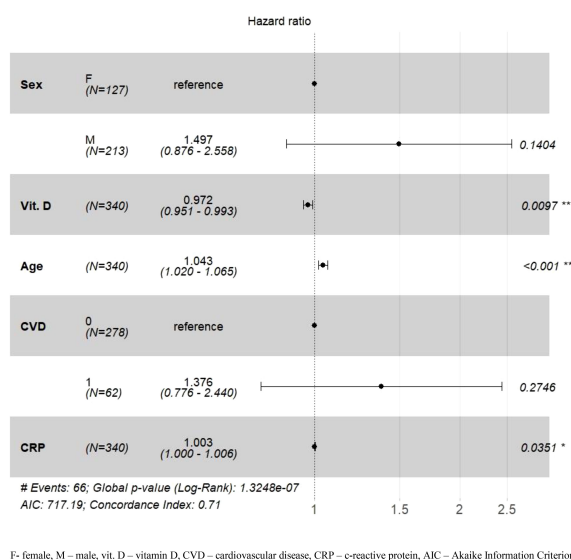 Hazard ratio
Sex F (N=127) reference
M (N=213) 1.497 (0.876 - 2.558) 0.1404
Vit. D (N=340) 0.972 (0.951 - 0.993) 0.0097 **
Age (N=340) 1.043 (1.020 - 1.065) <0.001 **
CVD 0 (N=278) reference
1 (N=62) 1.376 (0.776 - 2.440) 0.2746
CRP (N=340) 1.003 (1.000 - 1.006) 0.0351 *
# Events: 66; Global p-value (Log-Rank): 1.3248e-07
AIC: 717.19; Concordance Index: 0.71
1 1.5 2 2.5
F- female, M – male, vit. D – vitamin D, CVD – cardiovascular disease, CRP – c-reactive protein, AIC – Akaike Information Criterion